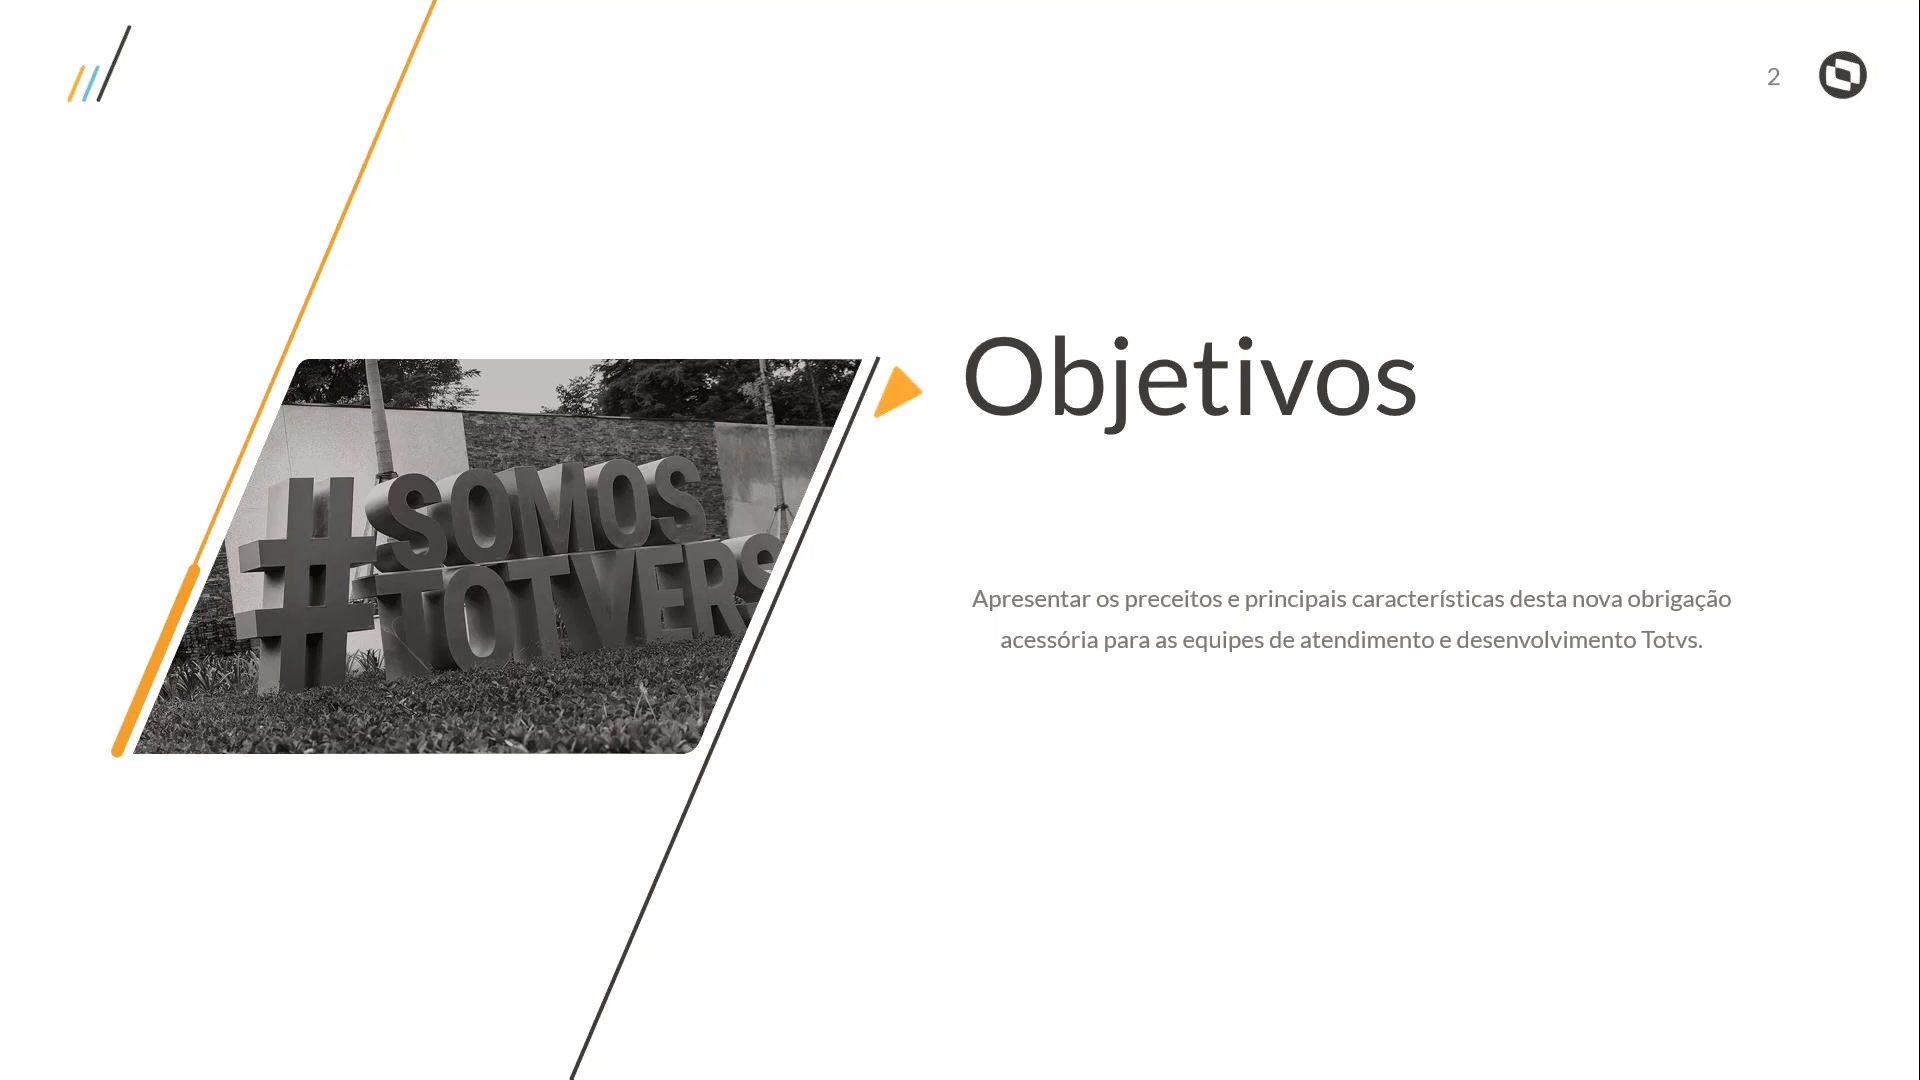 2
Objetivos
#SOMOS
TOTVERS
Apresentar os preceitos e principais características desta nova obrigação
acessória para as equipes de atendimento e desenvolvimento Totvs.